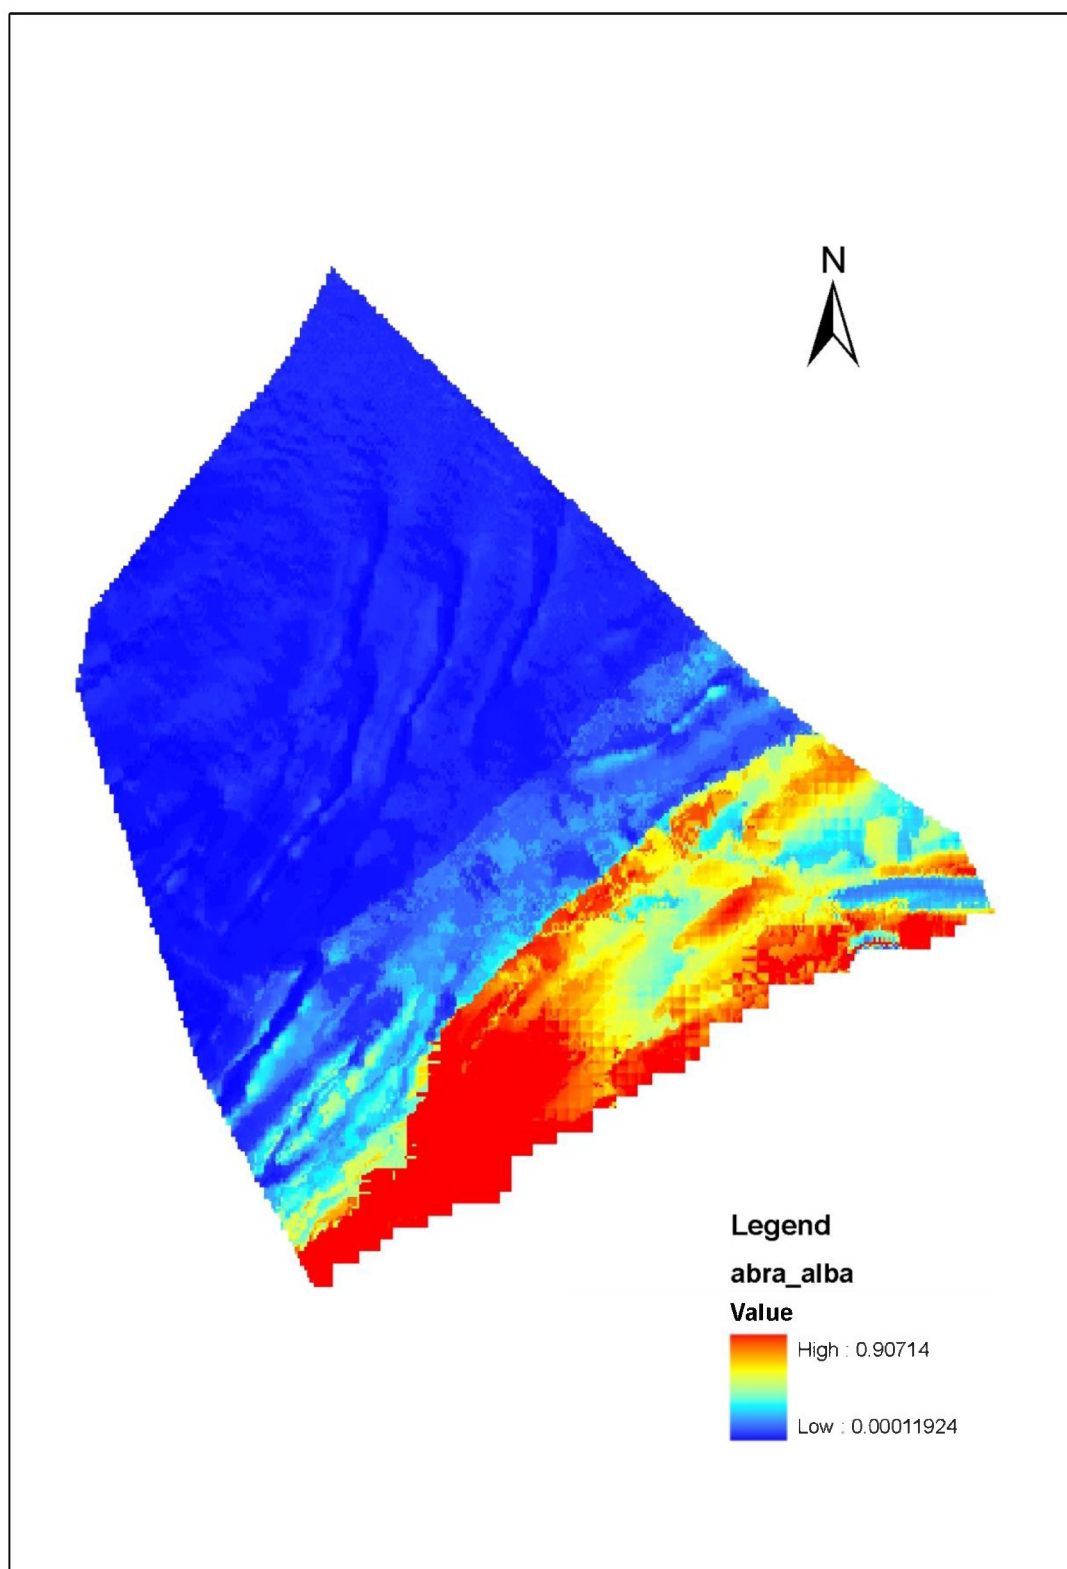 N
Legend
abra_alba
Value
High : 0.90714
Low : 0.00011924